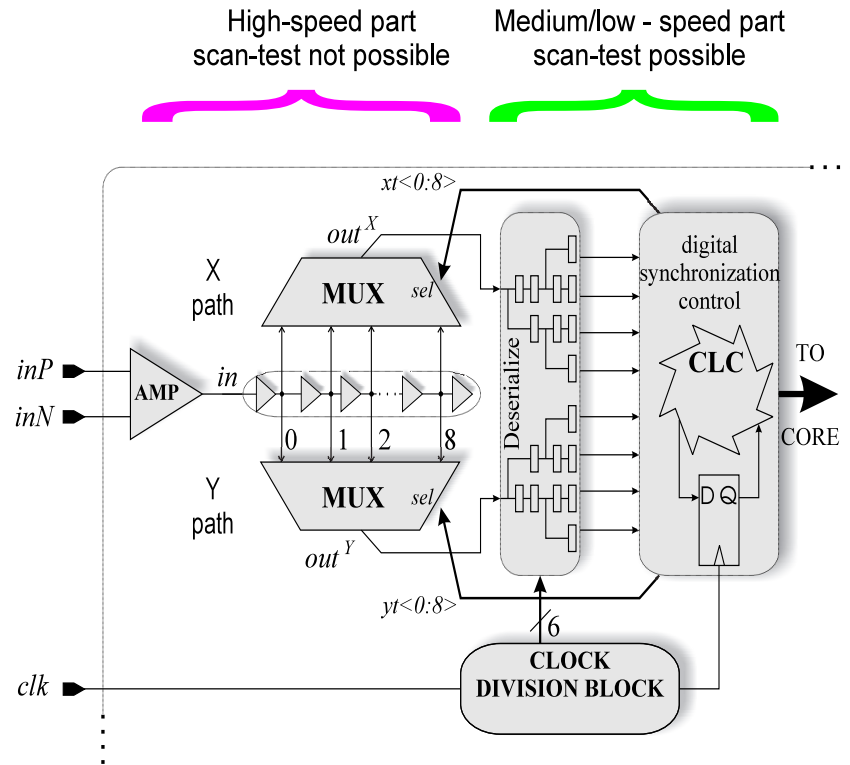 High-speed part
scan-test not possible
Medium/low - speed part
scan-test possible
xt<0:8>
out X
X
path
MUX
sel
digital
synchronization
control
inP
inN
AMP
in
Deserialize
CLC
TO
CORE
0
1
2
8
Y
path
MUX
sel
D Q
out Y
yt<0:8>
6
clk
CLOCK
DIVISION BLOCK